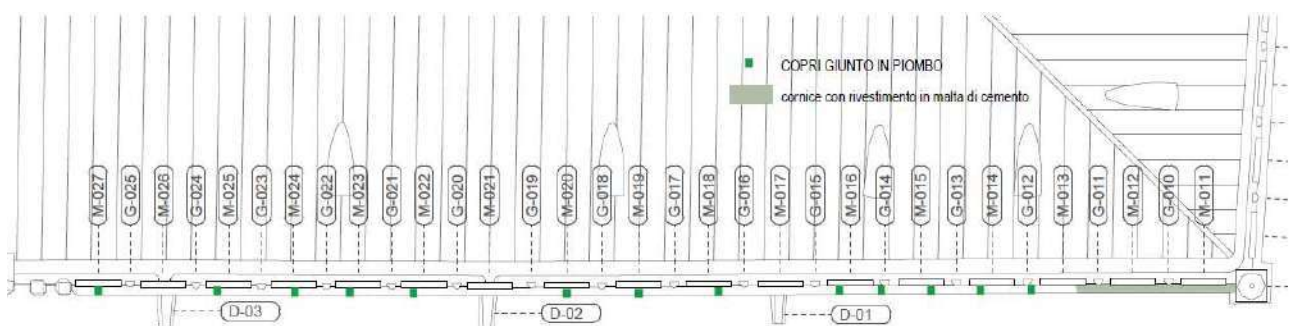 COPRI GIUNTO IN PIOMBO
cornice con rivestimento in malta di cemento
M-027
G-025
M-026
G-024
M-025
G-023
M-024
G-022
M-023
G-021
M-022
G-020
M-021
G-019
M-020
G-018
M-019
G-017
M-018
G-016
M-017
G-015
M-016
G-014
M-015
G-013
M-014
G-012
M-013
G-011
M-012
G-010
M-011
D-03
D-02
D-01